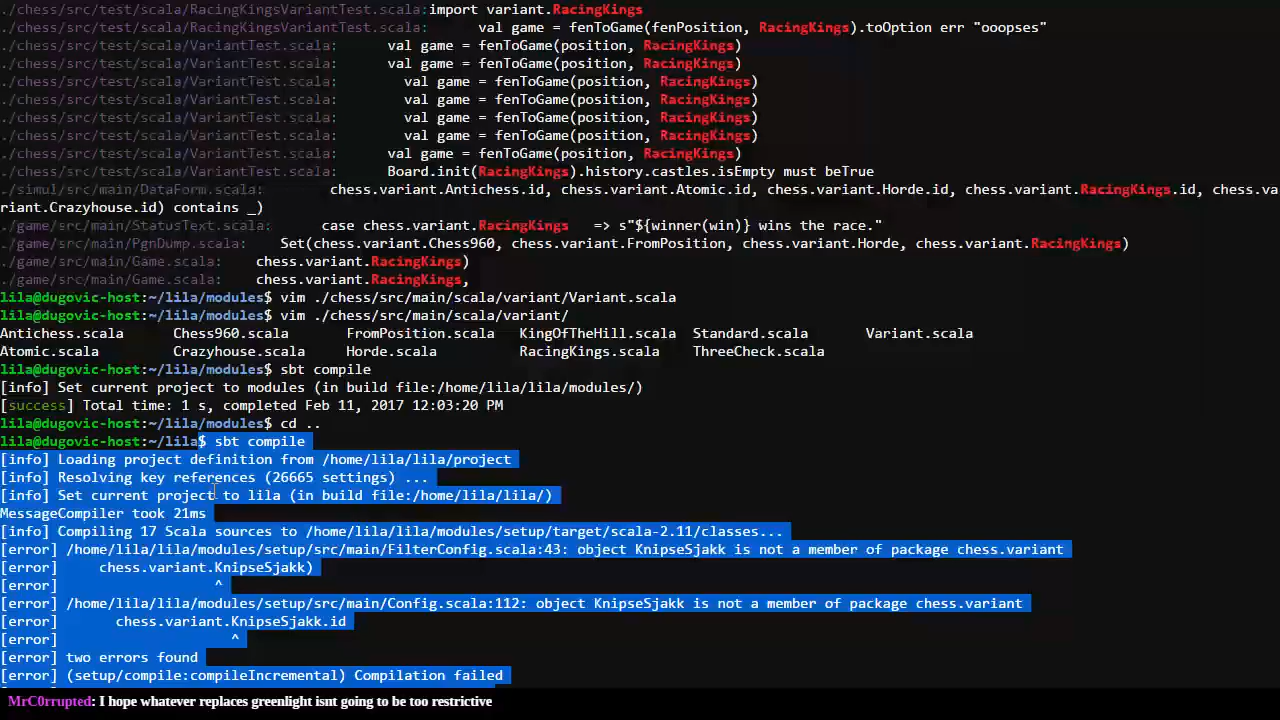 ./chess/src/test/scala/RacingKingsVariantTest.scala:import variant.RacingKings
./chess/src/test/scala/RacingKingsVariantTest.scala:      val game = fenToGame(fenPosition, RacingKings).toOption err "ooopses"
./chess/src/test/scala/VariantTest.scala:      val game = fenToGame(position, RacingKings)
./chess/src/test/scala/VariantTest.scala:      val game = fenToGame(position, RacingKings)
./chess/src/test/scala/VariantTest.scala:        val game = fenToGame(position, RacingKings)
./chess/src/test/scala/VariantTest.scala:        val game = fenToGame(position, RacingKings)
./chess/src/test/scala/VariantTest.scala:        val game = fenToGame(position, RacingKings)
./chess/src/test/scala/VariantTest.scala:        val game = fenToGame(position, RacingKings)
./chess/src/test/scala/VariantTest.scala:      val game = fenToGame(position, RacingKings)
./chess/src/test/scala/VariantTest.scala:      Board.init(RacingKings).history.castles.isEmpty must beTrue
./simul/src/main/DataForm.scala:        chess.variant.Antichess.id, chess.variant.Atomic.id, chess.variant.Horde.id, chess.variant.RacingKings.id, chess.va
riant.Crazyhouse.id) contains _)
./game/src/main/StatusText.scala:      case chess.variant.RacingKings   => s"${winner(win)} wins the race."
./game/src/main/PgnDump.scala:    Set(chess.variant.Chess960, chess.variant.FromPosition, chess.variant.Horde, chess.variant.RacingKings)
./game/src/main/Game.scala:    chess.variant.RacingKings)
./game/src/main/Game.scala:    chess.variant.RacingKings,
lila@dugovic-host:~/lila/modules$ vim ./chess/src/main/scala/variant/Variant.scala
lila@dugovic-host:~/lila/modules$ vim ./chess/src/main/scala/variant/
Antichess.scala      Chess960.scala       FromPosition.scala   KingOfTheHill.scala  Standard.scala       Variant.scala
Atomic.scala         Crazyhouse.scala     Horde.scala          RacingKings.scala    ThreeCheck.scala
lila@dugovic-host:~/lila/modules$ sbt compile
[info] Set current project to modules (in build file:/home/lila/lila/modules/)
[success] Total time: 1 s, completed Feb 11, 2017 12:03:20 PM
lila@dugovic-host:~/lila/modules$ cd ..
lila@dugovic-host:~/lila$ sbt compile
[info] Loading project definition from /home/lila/lila/project
[info] Resolving key references (26665 settings) ...
[info] Set current project to lila (in build file:/home/lila/lila/)
MessageCompiler took 21ms
[info] Compiling 17 Scala sources to /home/lila/lila/modules/setup/target/scala-2.11/classes...
[error] /home/lila/lila/modules/setup/src/main/FilterConfig.scala:43: object KnipseSjakk is not a member of package chess.variant
[error]     chess.variant.KnipseSjakk)
[error]                   ^
[error] /home/lila/lila/modules/setup/src/main/Config.scala:112: object KnipseSjakk is not a member of package chess.variant
[error]       chess.variant.KnipseSjakk.id
[error]                     ^
[error] two errors found
[error] (setup/compile:compileIncremental) Compilation failed
MrC0rrupted: I hope whatever replaces greenlight isnt going to be too restrictive